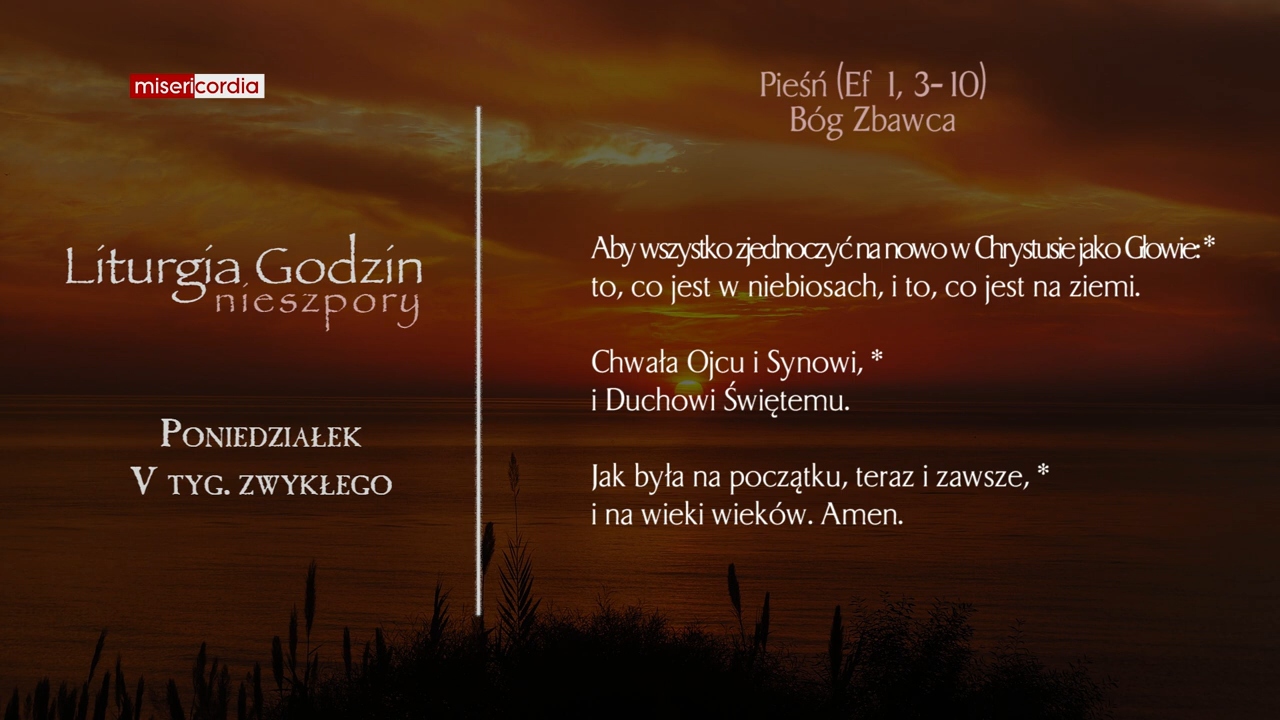 misericordia
Liturgia Godzin
nieszpory
Poniedziałek
V tyg. zwykłego
Pieśń (Ef 1, 3-10)
Bóg Zbawca
Aby wszystko zjednoczyć na nowo w Chrystusie jako Głowie: *
to, co jest w niebiosach, i to, co jest na ziemi.
Chwała Ojcu i Synowi, *
i Duchowi Świętemu.
Jak była na początku, teraz i zawsze, *
i na wieki wieków. Amen.